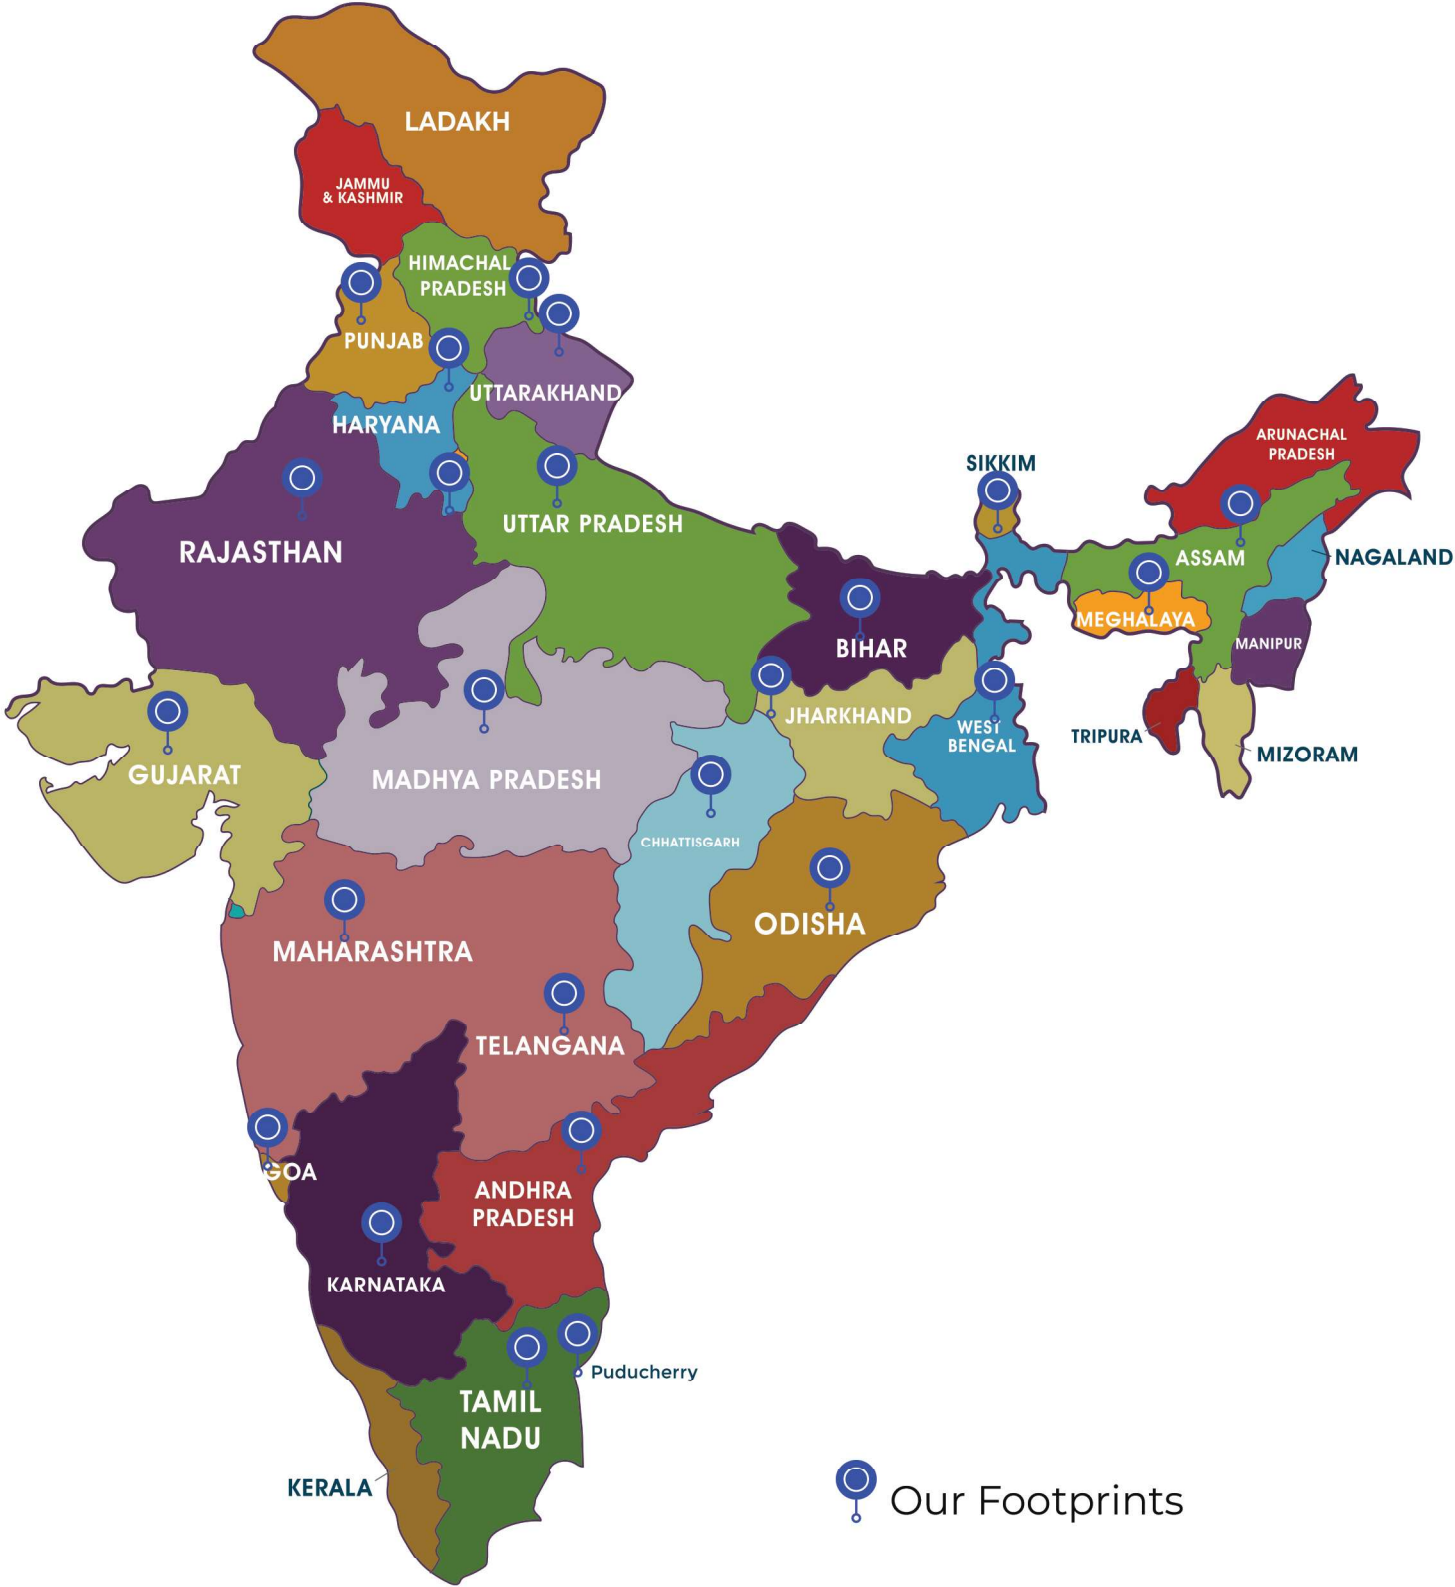 LADAKH
JAMMU
& KASHMIR
HIMACHAL
PRADESH
PUNJAB
UTTARAKHAND
HARYANA
ARUNACHAL
PRADESH
SIKKIM
UTTAR PRADESH
RAJASTHAN
ASSAM
NAGALAND
MEGHALAYA
BIHAR
MANIPUR
JHARKHAND
WEST
BENGAL
TRIPURA
MIZORAM
GUJARAT
MADHYA PRADESH
CHHATTISGARH
ODISHA
MAHARASHTRA
TELANGANA
GOA
ANDHRA
PRADESH
KARNATAKA
Puducherry
TAMIL
NADU
KERALA
Our Footprints